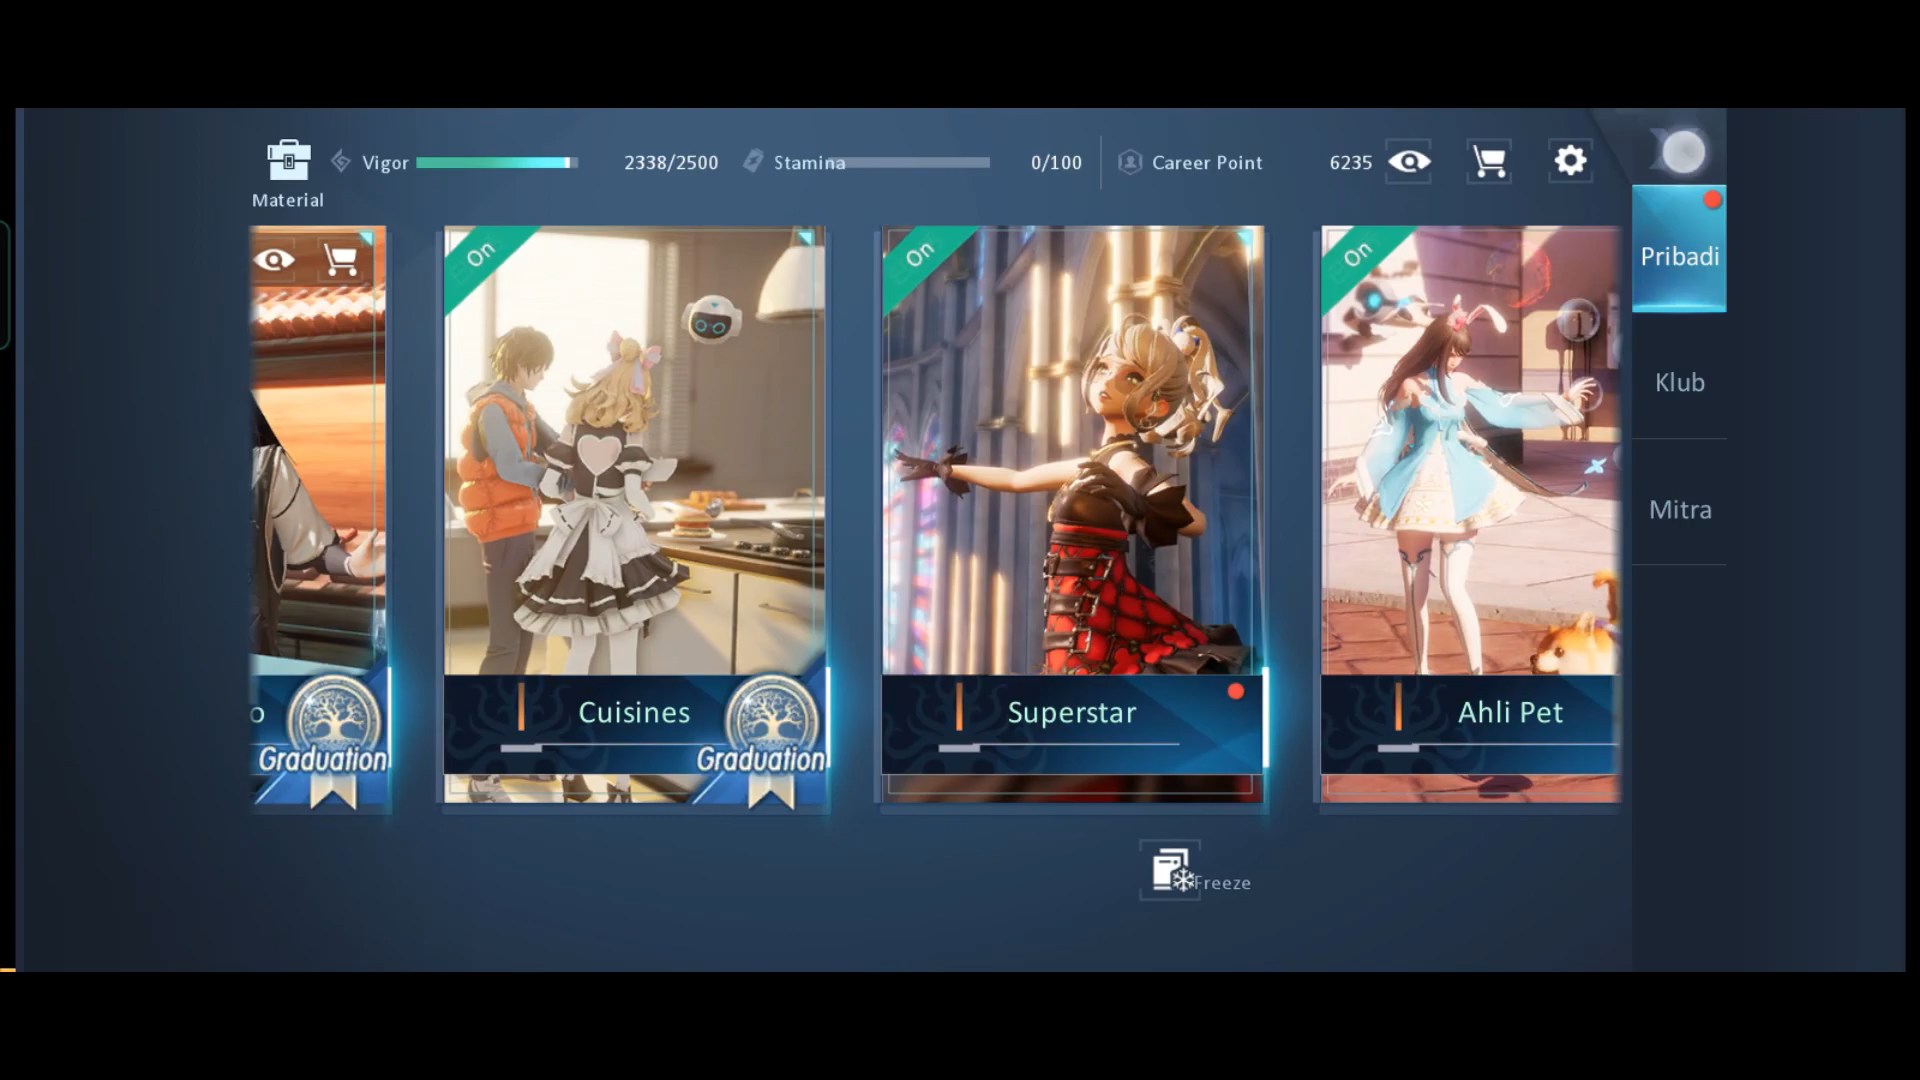 Vigor 2338/2500 Stamina 0/100 Career Point 6235
Material
Pribadi
Klub
Mitra
On
On
On
o
Graduation
Cuisines
Graduation
Superstar
Ahli Pet
Freeze